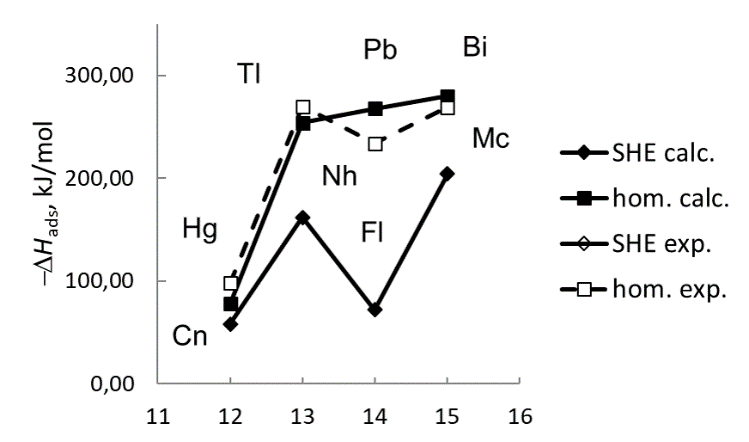 300,00
200,00
100,00
0,00
−ΔHads, kJ/mol
11 12 13 14 15 16
Tl
Pb
Bi
Hg
Nh
Fl
Mc
Cn
SHE calc.
hom. calc.
SHE exp.
hom. exp.